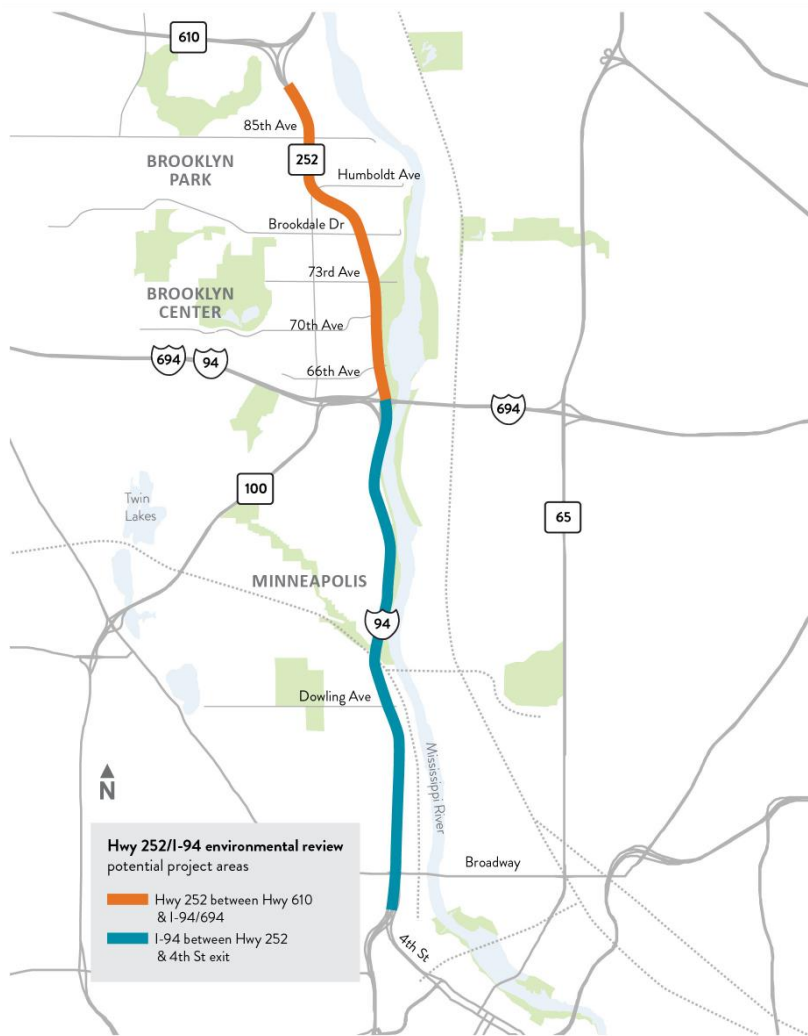 610
85th Ave
252
BROOKLYN
PARK
Humboldt Ave
Brookdale Dr
73rd Ave
BROOKLYN
CENTER
70th Ave
694
94
66th Ave
694
100
65
Twin
Lakes
MINNEAPOLIS
94
Dowling Ave
Mississippi River
N
Broadway
4th St
Hwy 252/I-94 environmental review
potential project areas
Hwy 252 between Hwy 610
& I-94/694
I-94 between Hwy 252
& 4th St exit